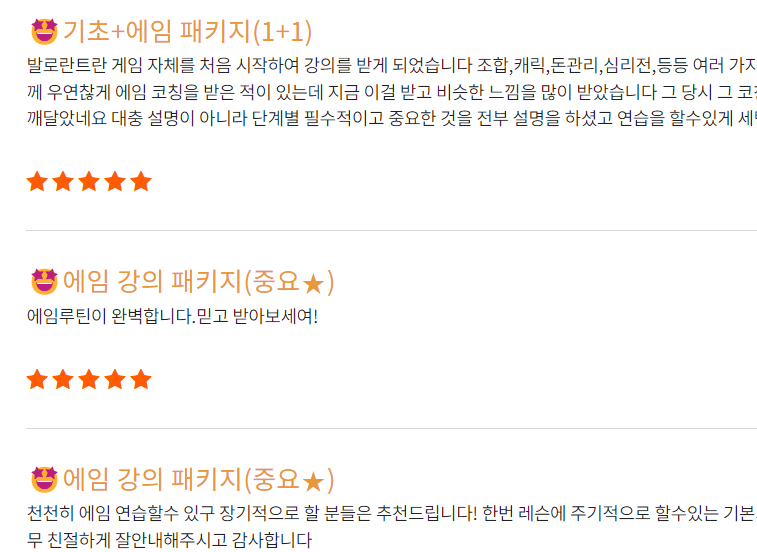 🤩기초+에임 패키지(1+1)
발로란트란 게임 자체를 처음 시작하여 강의를 받게 되었습니다 조합,캐릭,돈관리,심리전,등등 여러 가지
께 우연찮게 에임 코칭을 받은 적이 있는데 지금 이걸 받고 비슷한 느낌을 많이 받았습니다 그 당시 그
깨달았네요 대충 설명이 아니라 단계별 필수적이고 중요한 것을 전부 설명을 하셨고 연습을 할수있게
★★★★★
🤩에임 강의 패키지(중요★)
에임루틴이 완벽합니다.믿고 받아보세여!
★★★★★
🤩에임 강의 패키지(중요★)
천천히 에임 연습할수 있구 장기적으로 할 분들은 추천드립니다! 한번 레슨에 주기적으로 할수있는 기본
무 친절하게 잘안내해주시고 감사합니다